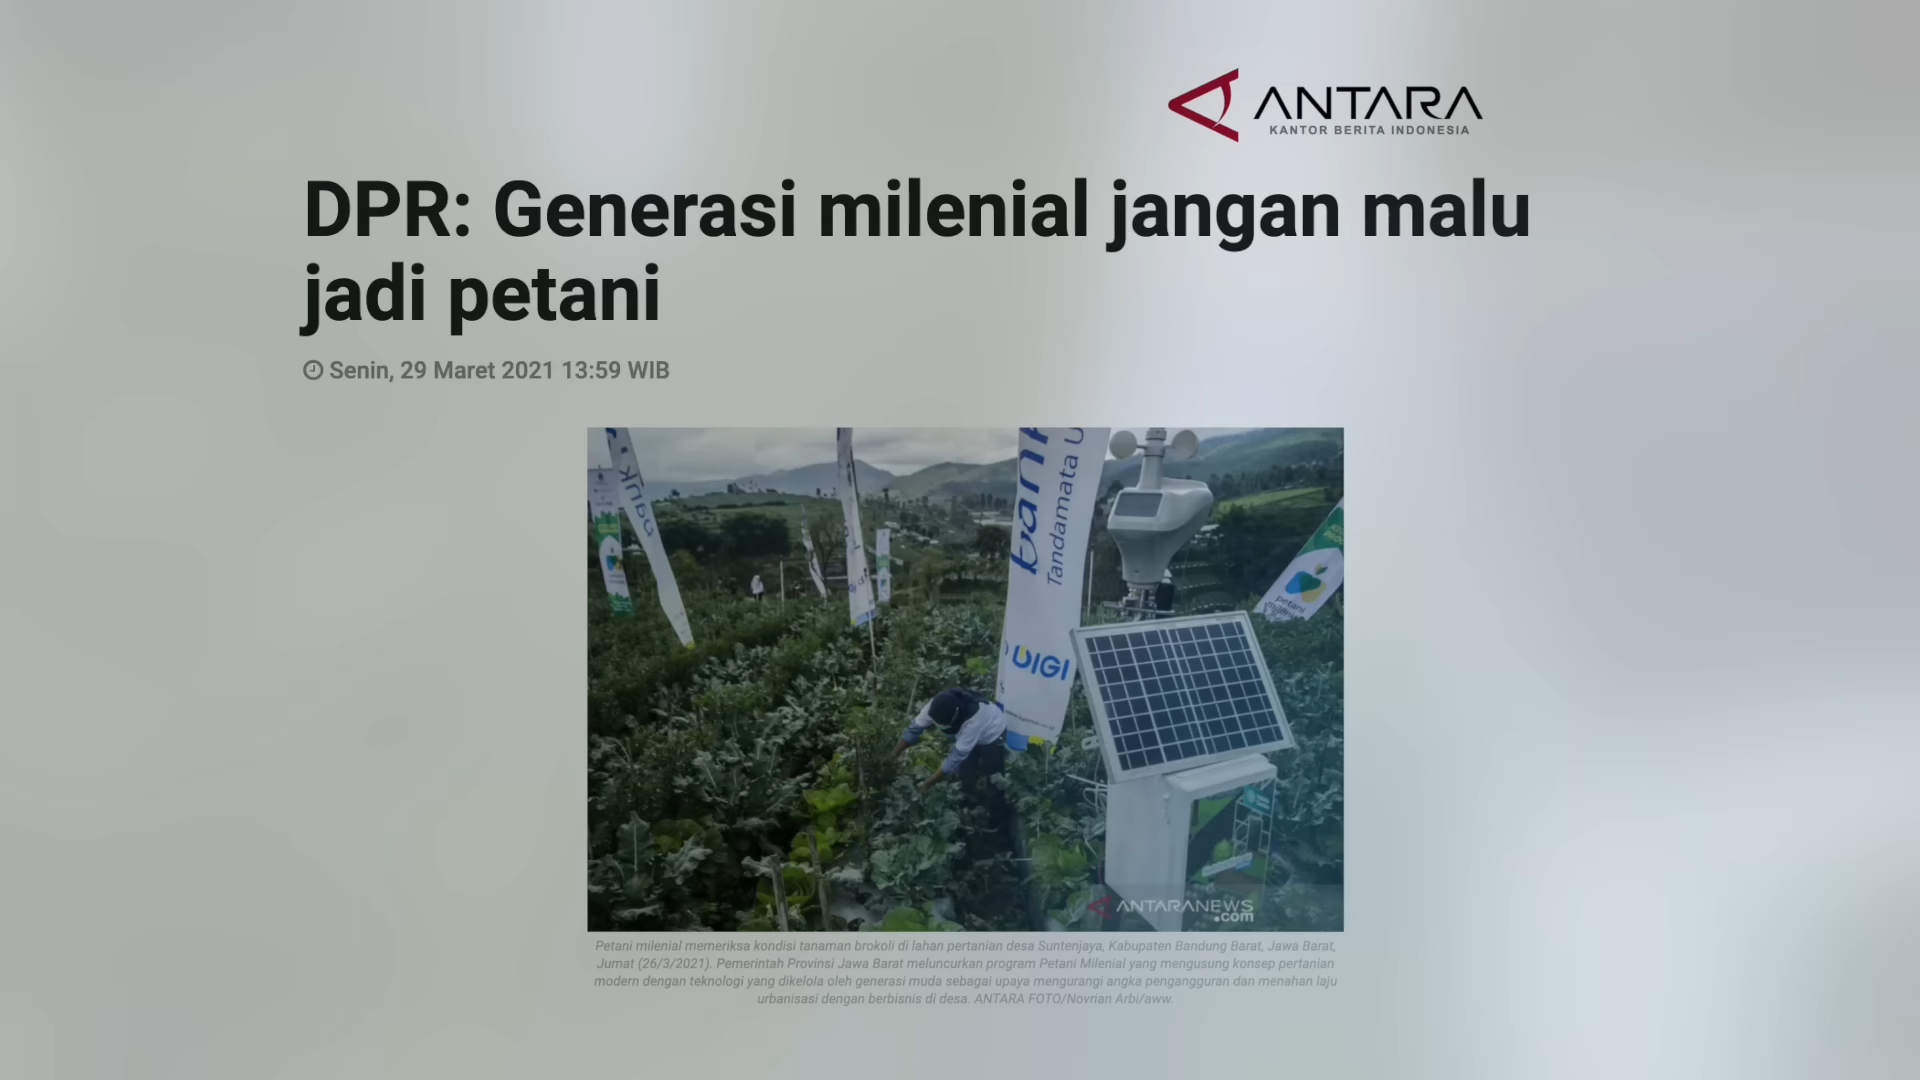 ANTARA
KANTOR BERITA INDONESIA
DPR: Generasi milenial jangan malu
jadi petani
Senin, 29 Maret 2021 13:59 WIB
Tandamata
DIGI
petani
ANTARANEWS
.com
Petani milenial memeriksa kondisi tanaman brokoli di lahan pertanian desa Suntenjaya, Kabupaten Bandung Barat, Jawa Barat,
Jumat (26/3/2021). Pemerintah Provinsi Jawa Barat meluncurkan program Petani Milenial yang mengusung konsep pertanian
modern dengan teknologi yang dikelola oleh generasi muda sebagai upaya mengurangi angka pengangguran dan menahan laju
urbanisasi dengan berbisnis di desa. ANTARA FOTO/Novrian Arbi/aww.